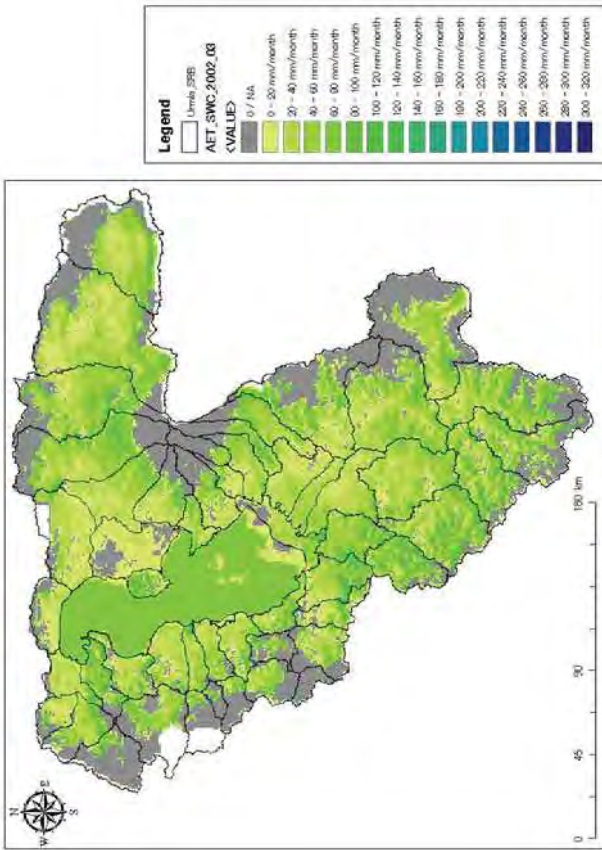 N
W E
S
Legend
Urmia_SRB
AET_SWC_2002_03
<VALUE>
0 / NA
0 - 20 mm/month
20 - 40 mm/month
40 - 60 mm/month
60 - 80 mm/month
80 - 100 mm/month
100 - 120 mm/month
120 - 140 mm/month
140 - 160 mm/month
160 - 180 mm/month
180 - 200 mm/month
200 - 220 mm/month
220 - 240 mm/month
240 - 260 mm/month
260 - 280 mm/month
280 - 300 mm/month
300 - 320 mm/month
0 45 90 180 km